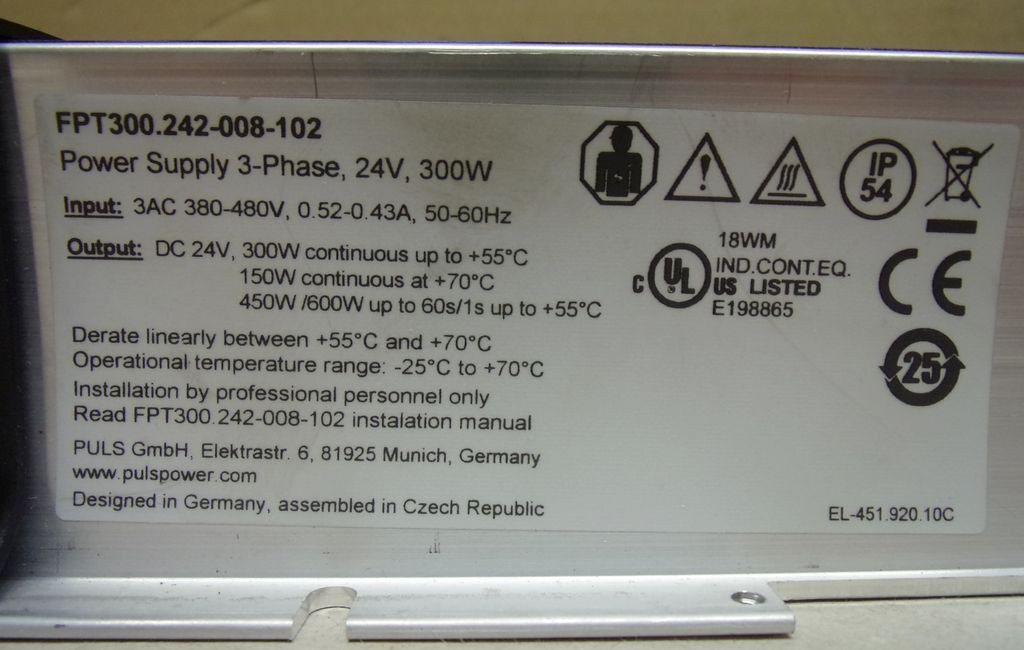 FPT300.242-008-102
Power Supply 3-Phase, 24V, 300W
Input: 3AC 380-480V, 0.52-0.43A, 50-60Hz
Output: DC 24V, 300W continuous up to +55°C
150W continuous at +70°C
450W /600W up to 60s/1s up to +55°C
Derate linearly between +55°C and +70°C
Operational temperature range: -25°C to +70°C
Installation by professional personnel only
Read FPT300.242-008-102 instalation manual
PULS GmbH, Elektrastr. 6, 81925 Munich, Germany
www.pulspower.com
Designed in Germany, assembled in Czech Republic
IP
54
18WM
IND.CONT.EQ.
C UL US LISTED
E198865
CE
25
EL-451.920.10C